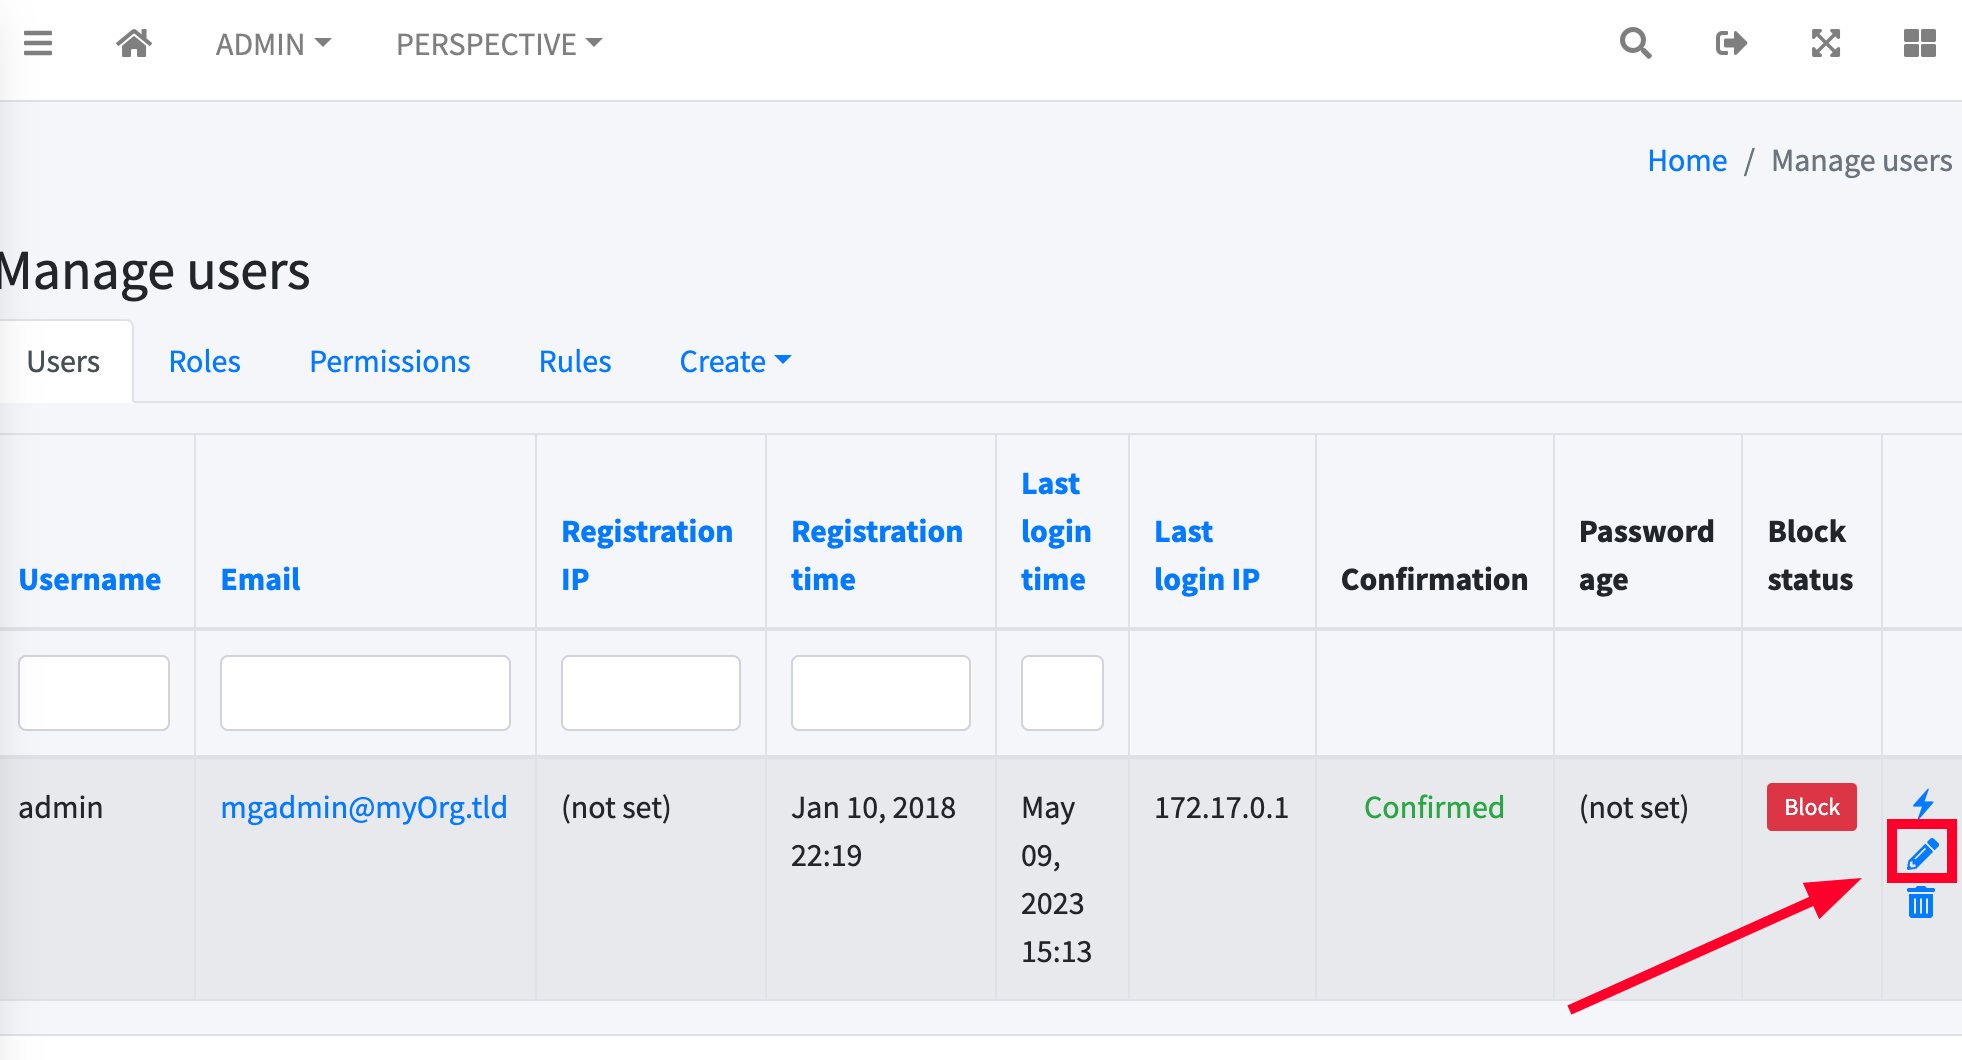 ADMIN PERSPECTIVE
Home / Manage users
Manage users
Users Roles Permissions Rules Create
Username Email Registration IP Registration time Last login time Last login IP Confirmation Password age Block status
admin mgadmin@myOrg.tld (not set) Jan 10, 2018 22:19 May 09, 2023 15:13 172.17.0.1 Confirmed (not set) Block